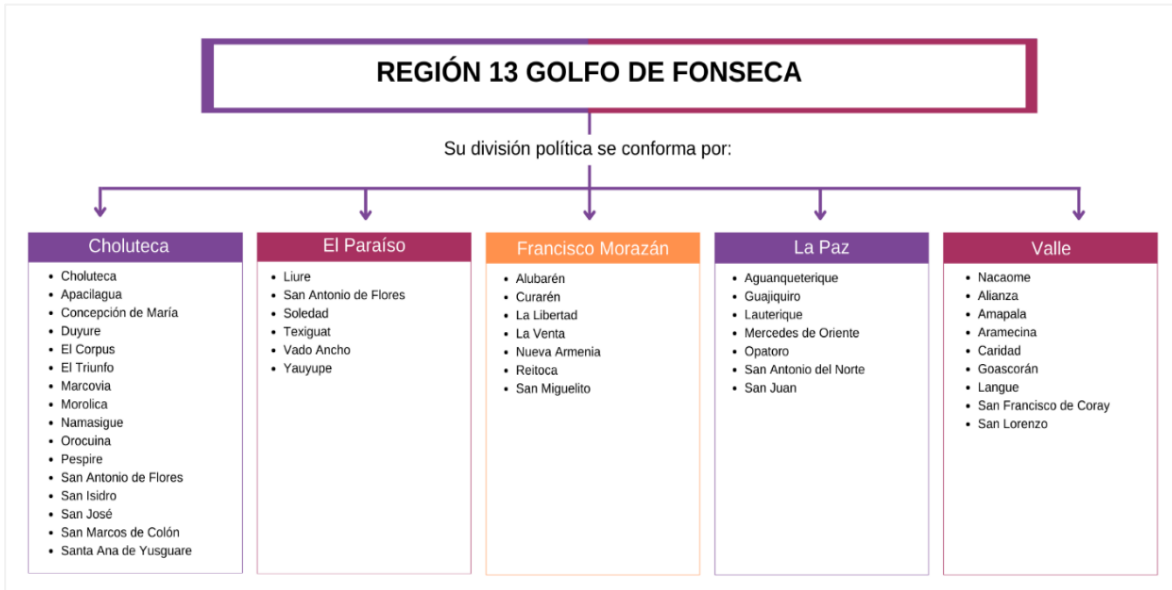 REGIÓN 13 GOLFO DE FONSECA
Su división política se conforma por:
Choluteca
• Choluteca
• Apacilagua
• Concepción de María
• Duyure
• El Corpus
• El Triunfo
• Marcovia
• Morolica
• Namasigue
• Orocuina
• Pespire
• San Antonio de Flores
• San Isidro
• San José
• San Marcos de Colón
• Santa Ana de Yusguare
El Paraíso
• Liure
• San Antonio de Flores
• Soledad
• Texiguat
• Vado Ancho
• Yauyupe
Francisco Morazán
• Alubarén
• Curarén
• La Libertad
• La Venta
• Nueva Armenia
• Reitoca
• San Miguelito
La Paz
• Aguanqueterique
• Guajiquiro
• Lauterique
• Mercedes de Oriente
• Opatoro
• San Antonio del Norte
• San Juan
Valle
• Nacaome
• Alianza
• Amapala
• Aramecina
• Caridad
• Goascorán
• Langue
• San Francisco de Coray
• San Lorenzo